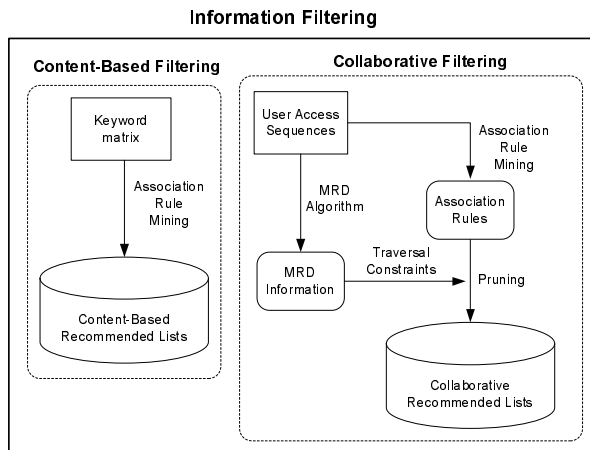 Information Filtering
Content-Based Filtering
Keyword
matrix
Association
Rule
Mining
Content-Based
Recommended Lists
Collaborative Filtering
User Access
Sequences
Association
Rule
Mining
MRD
Algorithm
Association
Rules
MRD
Information
Traversal
Constraints
Pruning
Collaborative
Recommended Lists